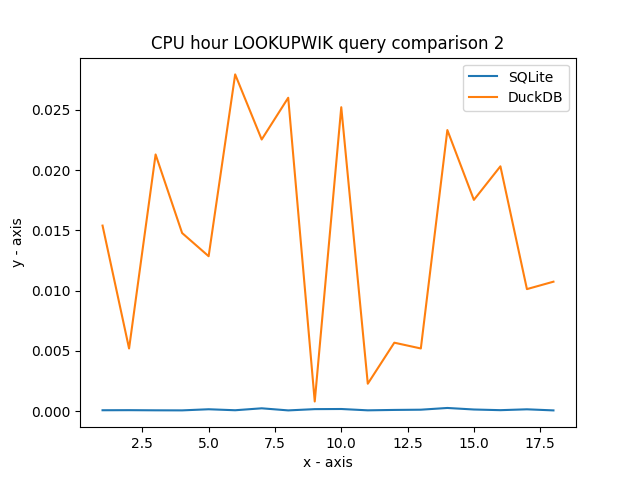 CPU hour LOOKUPWIK query comparison 2
SQLite
DuckDB
y - axis
0.025
0.020
0.015
0.010
0.005
0.000
2.5 5.0 7.5 10.0 12.5 15.0 17.5
x - axis